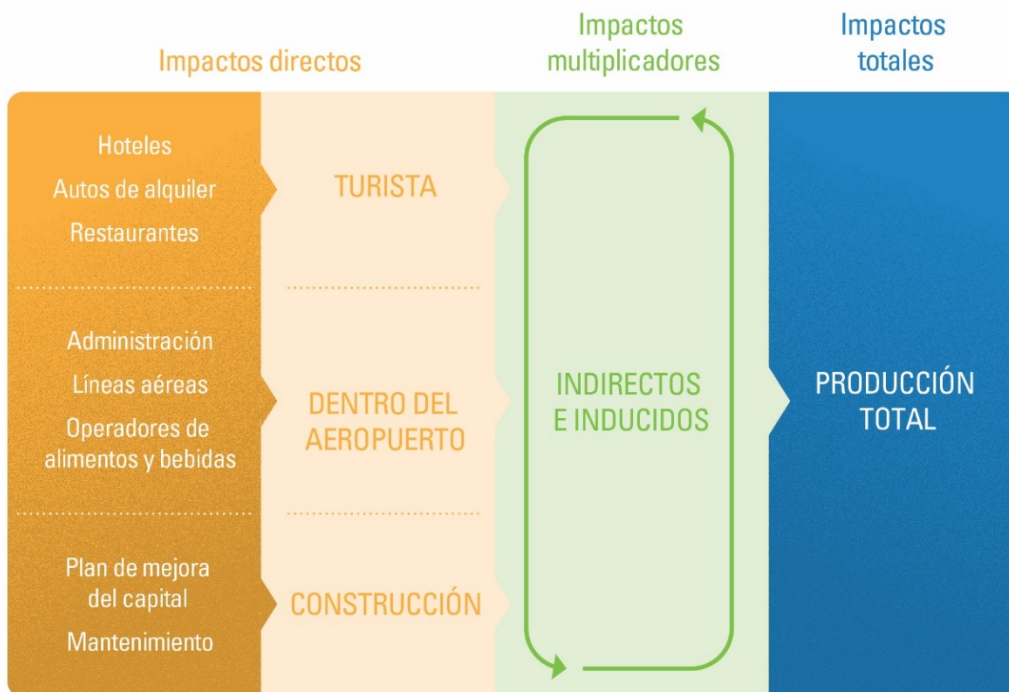 Impactos directos
Impactos
multiplicadores
Impactos
totales
Hoteles
Autos de alquiler
Restaurantes
TURISTA
Administración
Líneas aéreas
Operadores de
alimentos y bebidas
DENTRO DEL
AEROPUERTO
Plan de mejora
del capital
Mantenimiento
CONSTRUCCIÓN
INDIRECTOS
E INDUCIDOS
PRODUCCIÓN
TOTAL